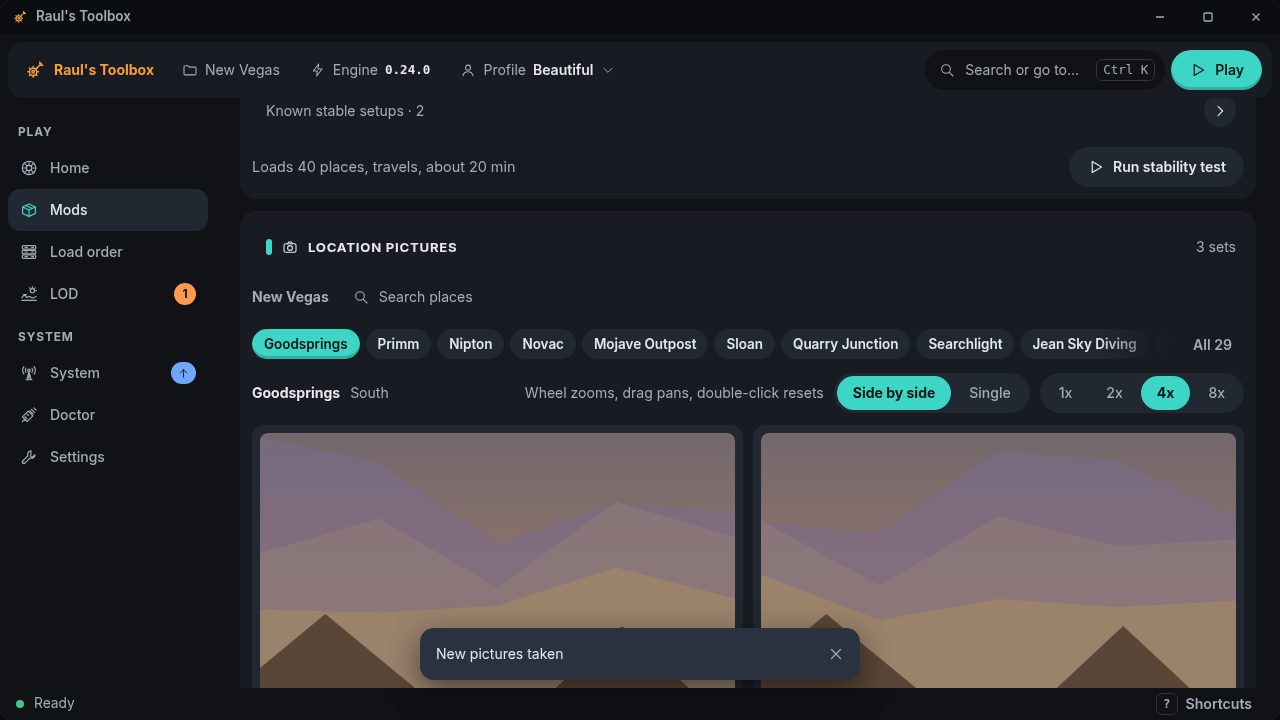 Raul's Toolbox
Raul's Toolbox
New Vegas
Engine 0.24.0
Profile Beautiful
Search or go to...
Ctrl K
Play
PLAY
Home
Mods
Load order
LOD
1
SYSTEM
System
Doctor
Settings
Known stable setups · 2
Loads 40 places, travels, about 20 min
Run stability test
LOCATION PICTURES
3 sets
New Vegas
Search places
Goodsprings
Primm
Nipton
Novac
Mojave Outpost
Sloan
Quarry Junction
Searchlight
Jean Sky Diving
All 29
Goodsprings South
Wheel zooms, drag pans, double-click resets
Side by side
Single
1x
2x
4x
8x
New pictures taken
Ready
? Shortcuts